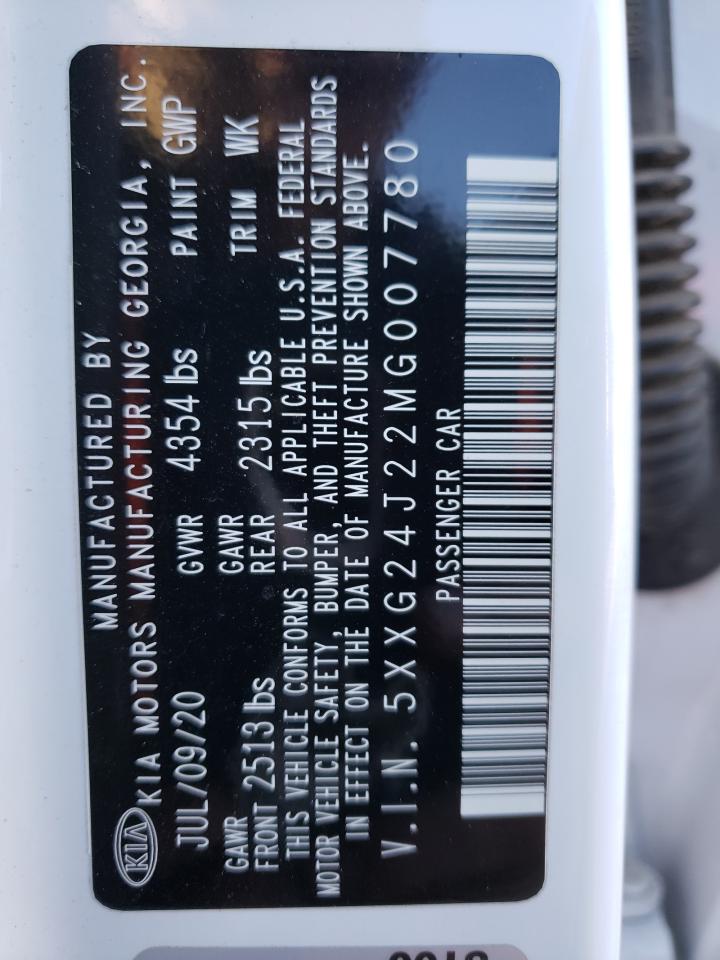 MANUFACTURED BY
KIA KIA MOTORS MANUFACTURING GEORGIA, INC.
JUL/09/20 GVWR 4354 lbs PAINT GWP
GAWR FRONT 2513 lbs GAWR REAR 2315 lbs TRIM WK
THIS VEHICLE CONFORMS TO ALL APPLICABLE U.S.A. FEDERAL
MOTOR VEHICLE SAFETY, BUMPER, AND THEFT PREVENTION STANDARDS
IN EFFECT ON THE DATE OF MANUFACTURE SHOWN ABOVE.
V.I.N. 5XXG24J22MG007780
PASSENGER CAR